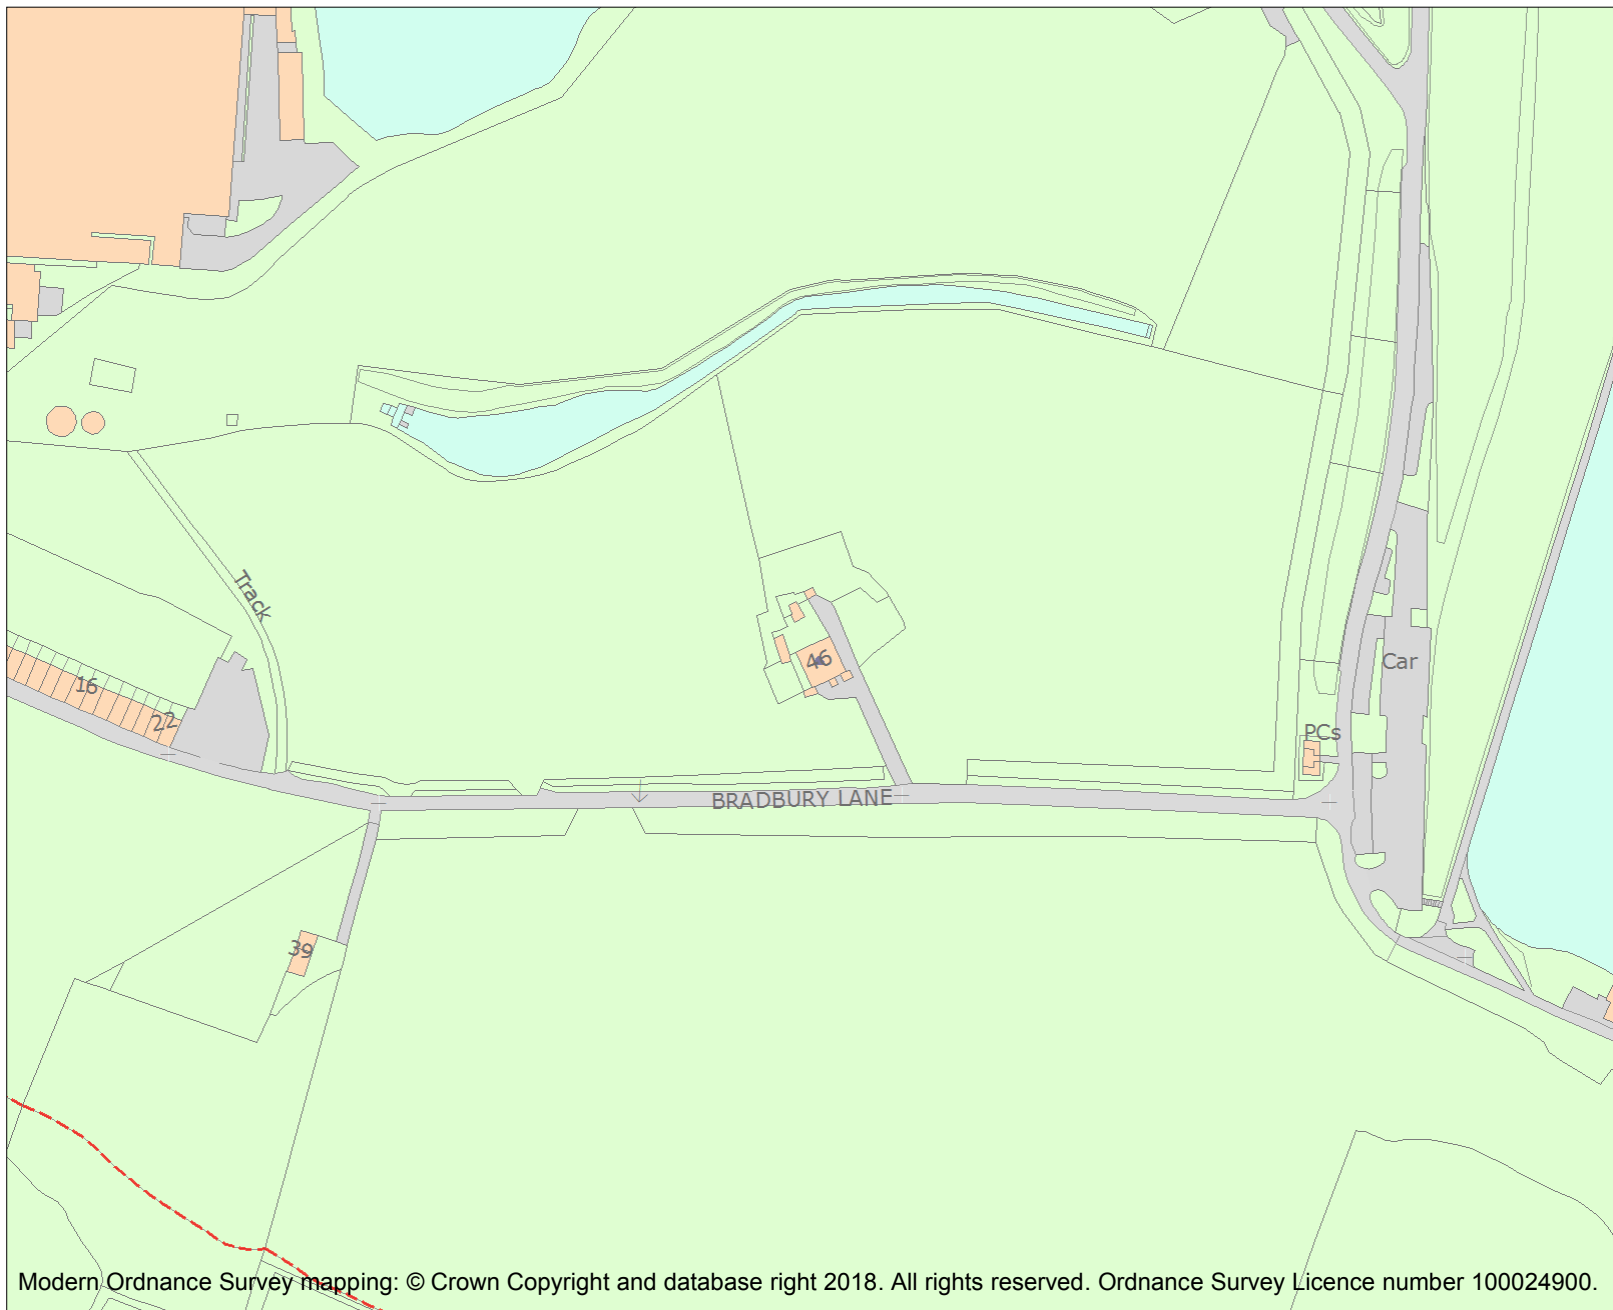 Track
16
22
46
Car
PCs
BRADBURY LANE
39
Modern Ordnance Survey mapping: © Crown Copyright and database right 2018. All rights reserved. Ordnance Survey Licence number 100024900.